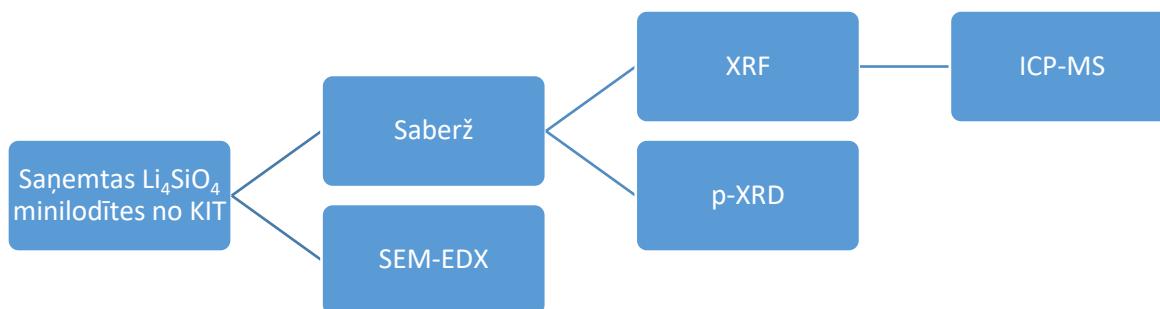 Saņemtas Li₄SiO₄
minilodītes no KIT
Saberž
SEM-EDX
XRF
p-XRD
ICP-MS